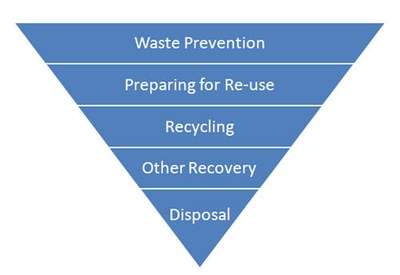 Waste Prevention
Preparing for Re-use
Recycling
Other Recovery
Disposal